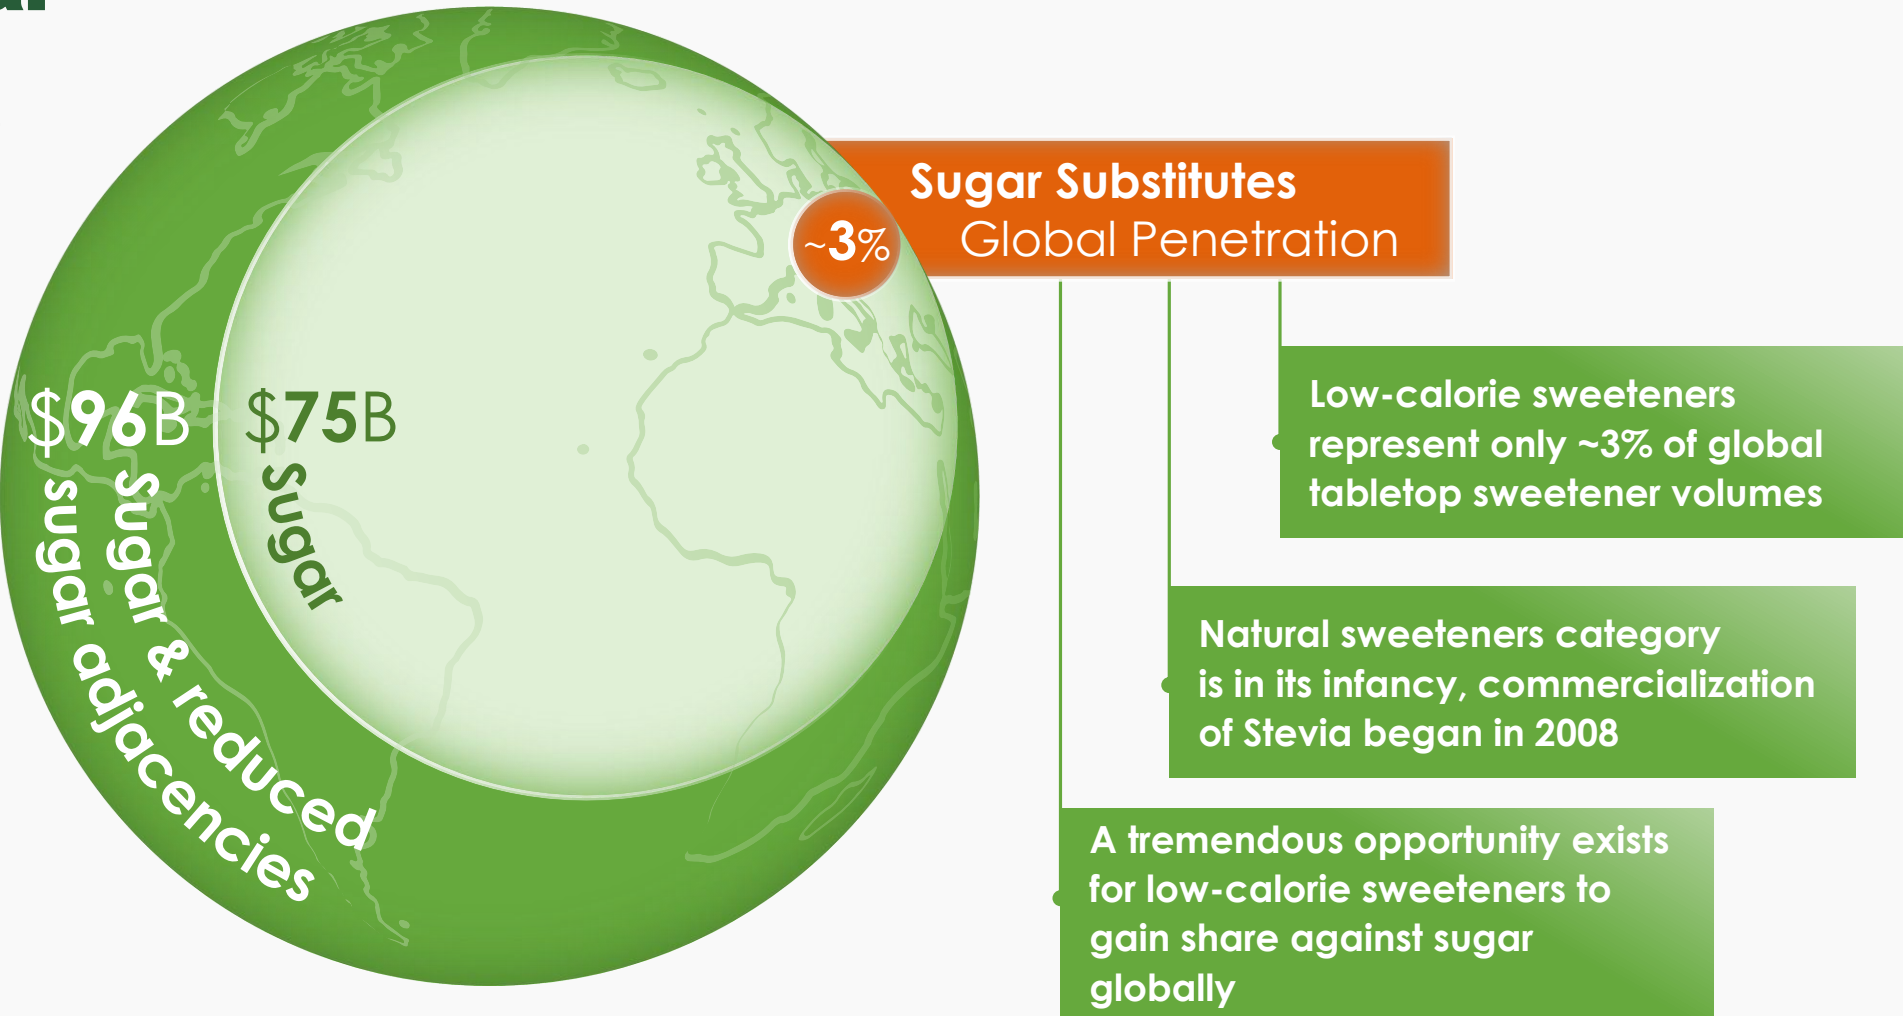 $96B
Sugar & reduced
sugar adjacencies
$75B
Sugar
~3%
Sugar Substitutes
Global Penetration
Low-calorie sweeteners
represent only ~3% of global
tabletop sweetener volumes
Natural sweeteners category
is in its infancy, commercialization
of Stevia began in 2008
A tremendous opportunity exists
for low-calorie sweeteners to
gain share against sugar
globally